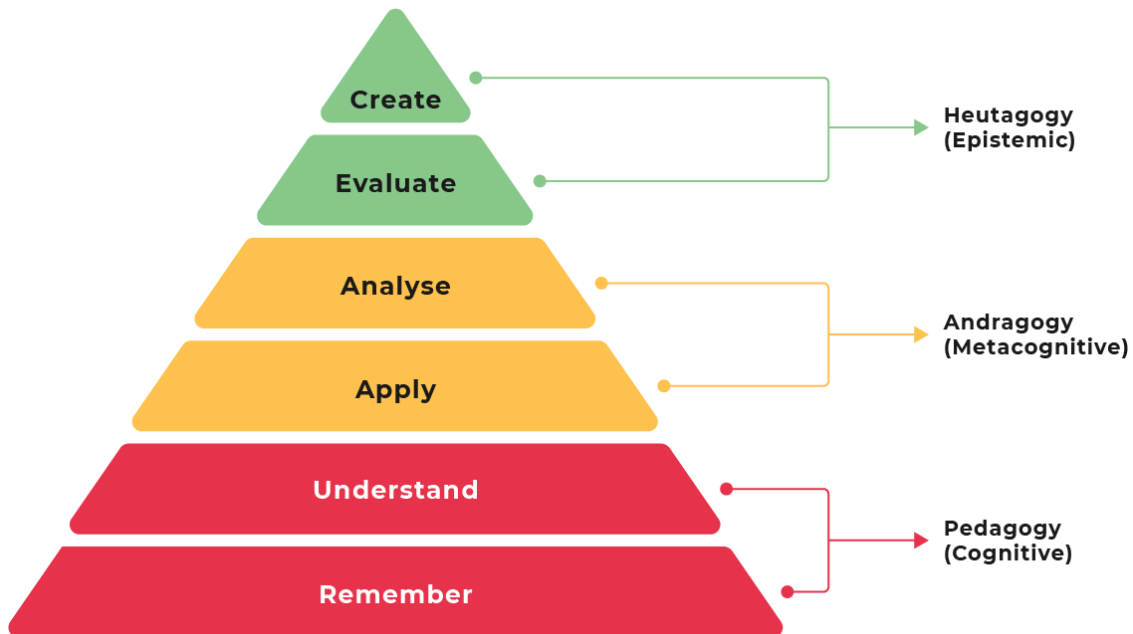 Create
Heutagogy
(Epistemic)
Evaluate
Analyse
Andragogy
(Metacognitive)
Apply
Understand
Pedagogy
(Cognitive)
Remember